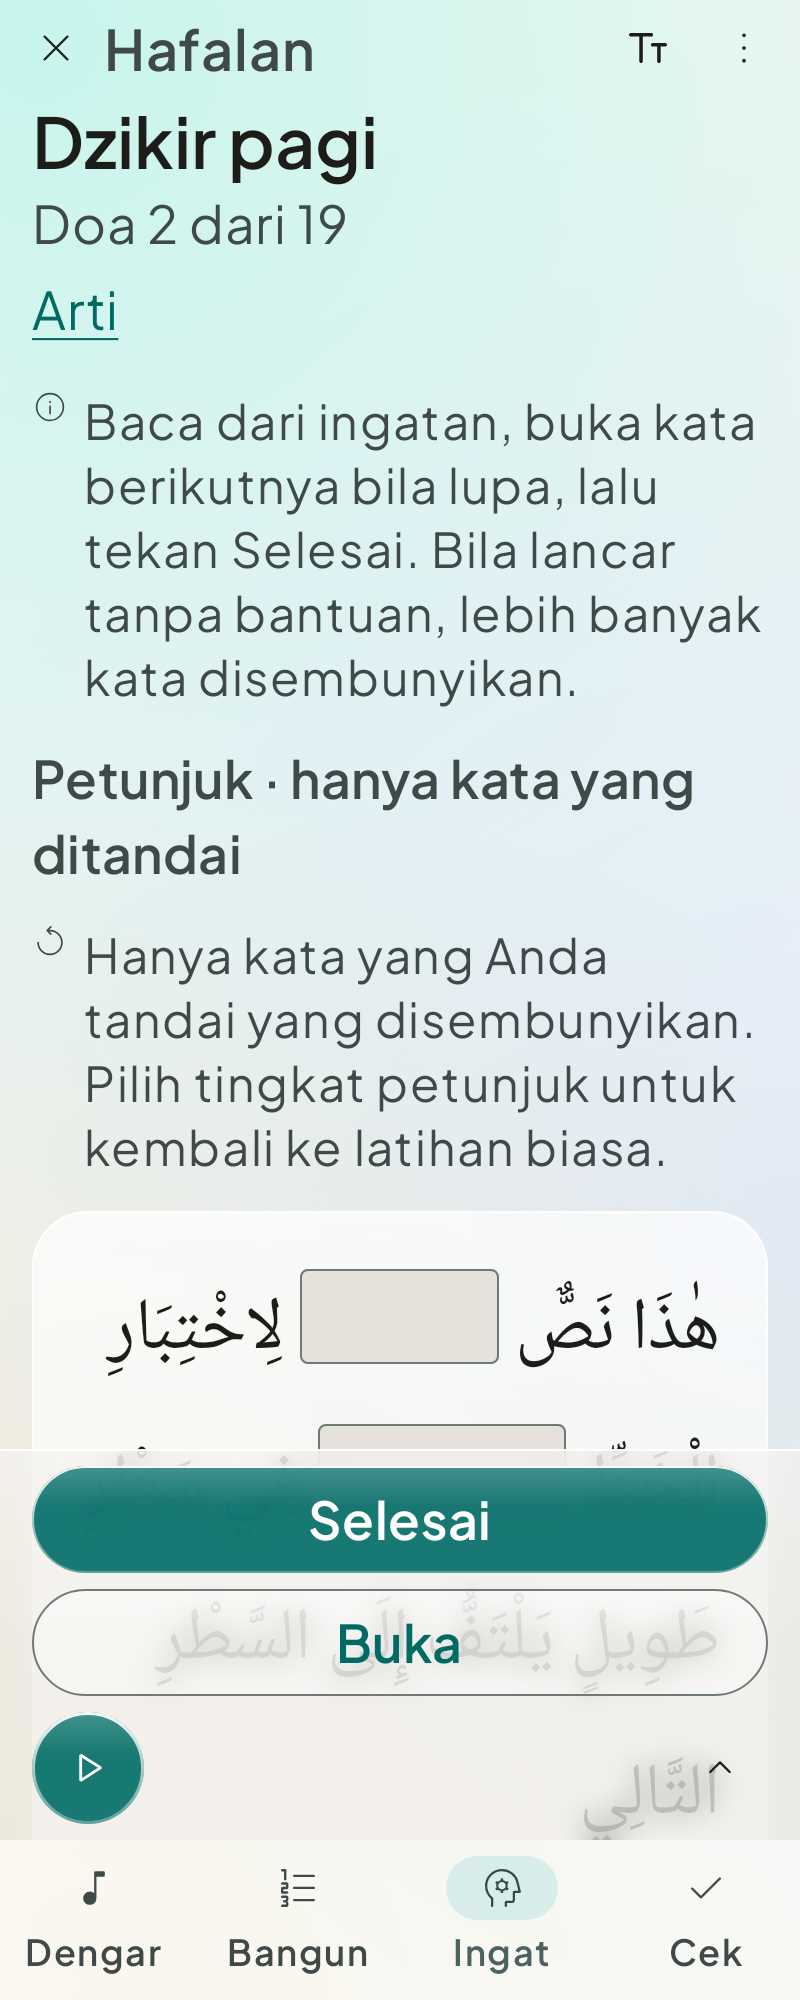 Hafalan
Dzikir pagi
Doa 2 dari 19
Arti
Baca dari ingatan, buka kata
berikutnya bila lupa, lalu
tekan Selesai. Bila lancar
tanpa bantuan, lebih banyak
kata disembunyikan.
Petunjuk · hanya kata yang
ditandai
Hanya kata yang Anda
tandai yang disembunyikan.
Pilih tingkat petunjuk untuk
kembali ke latihan biasa.
هٰذَا نَصٌّ لِاخْتِبَارِ
الْخَطِّ فِي سَطْرٍ
Selesai
طَوِيلٍ يَلْتَفُّ إِلَى السَّطْرِ
Buka
التَّالِي
Dengar
Bangun
Ingat
Cek